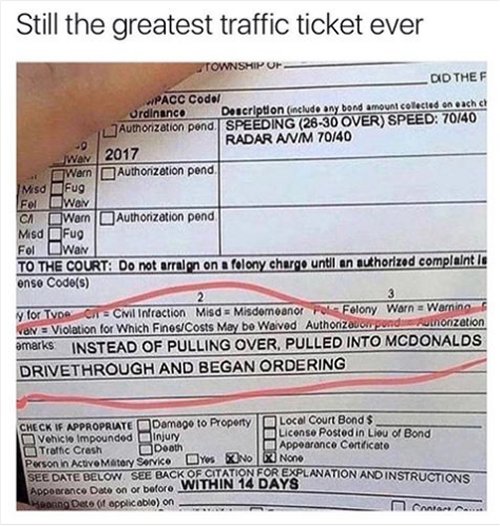 Still the greatest traffic ticket ever
TOWNSHIP OF
DID THE F
PACC Code/
Ordinance
Description (include any bond amount collected on each ch
Authorization pend.
SPEEDING (26-30 OVER) SPEED: 70/40
RADAR A/V/M 70/40
Waiv 2017
Warn Authorization pend.
Misd Fug
Fel Waiv
C/I Warn Authorization pend.
Misd Fug
Fel Waiv
TO THE COURT: Do not arraign on a felony charge until an authorized complaint is
ense Code(s)
2 3
y for Type C/I = Civil Infraction Misd = Misdemeanor Fel = Felony Warn = Warning
Waiv = Violation for Which Fines/Costs May be Waived Authorization pend = Authorization
emarks INSTEAD OF PULLING OVER, PULLED INTO MCDONALDS
DRIVETHROUGH AND BEGAN ORDERING
CHECK IF APPROPRIATE Damage to Property Local Court Bond $
Vehicle Impounded Injury License Posted in Lieu of Bond
Traffic Crash Death Appearance Certificate
Person in Active Military Service Yes No None
SEE DATE BELOW SEE BACK OF CITATION FOR EXPLANATION AND INSTRUCTIONS
Appearance Date on or before WITHIN 14 DAYS
Hearing Date (if applicable) on Contact